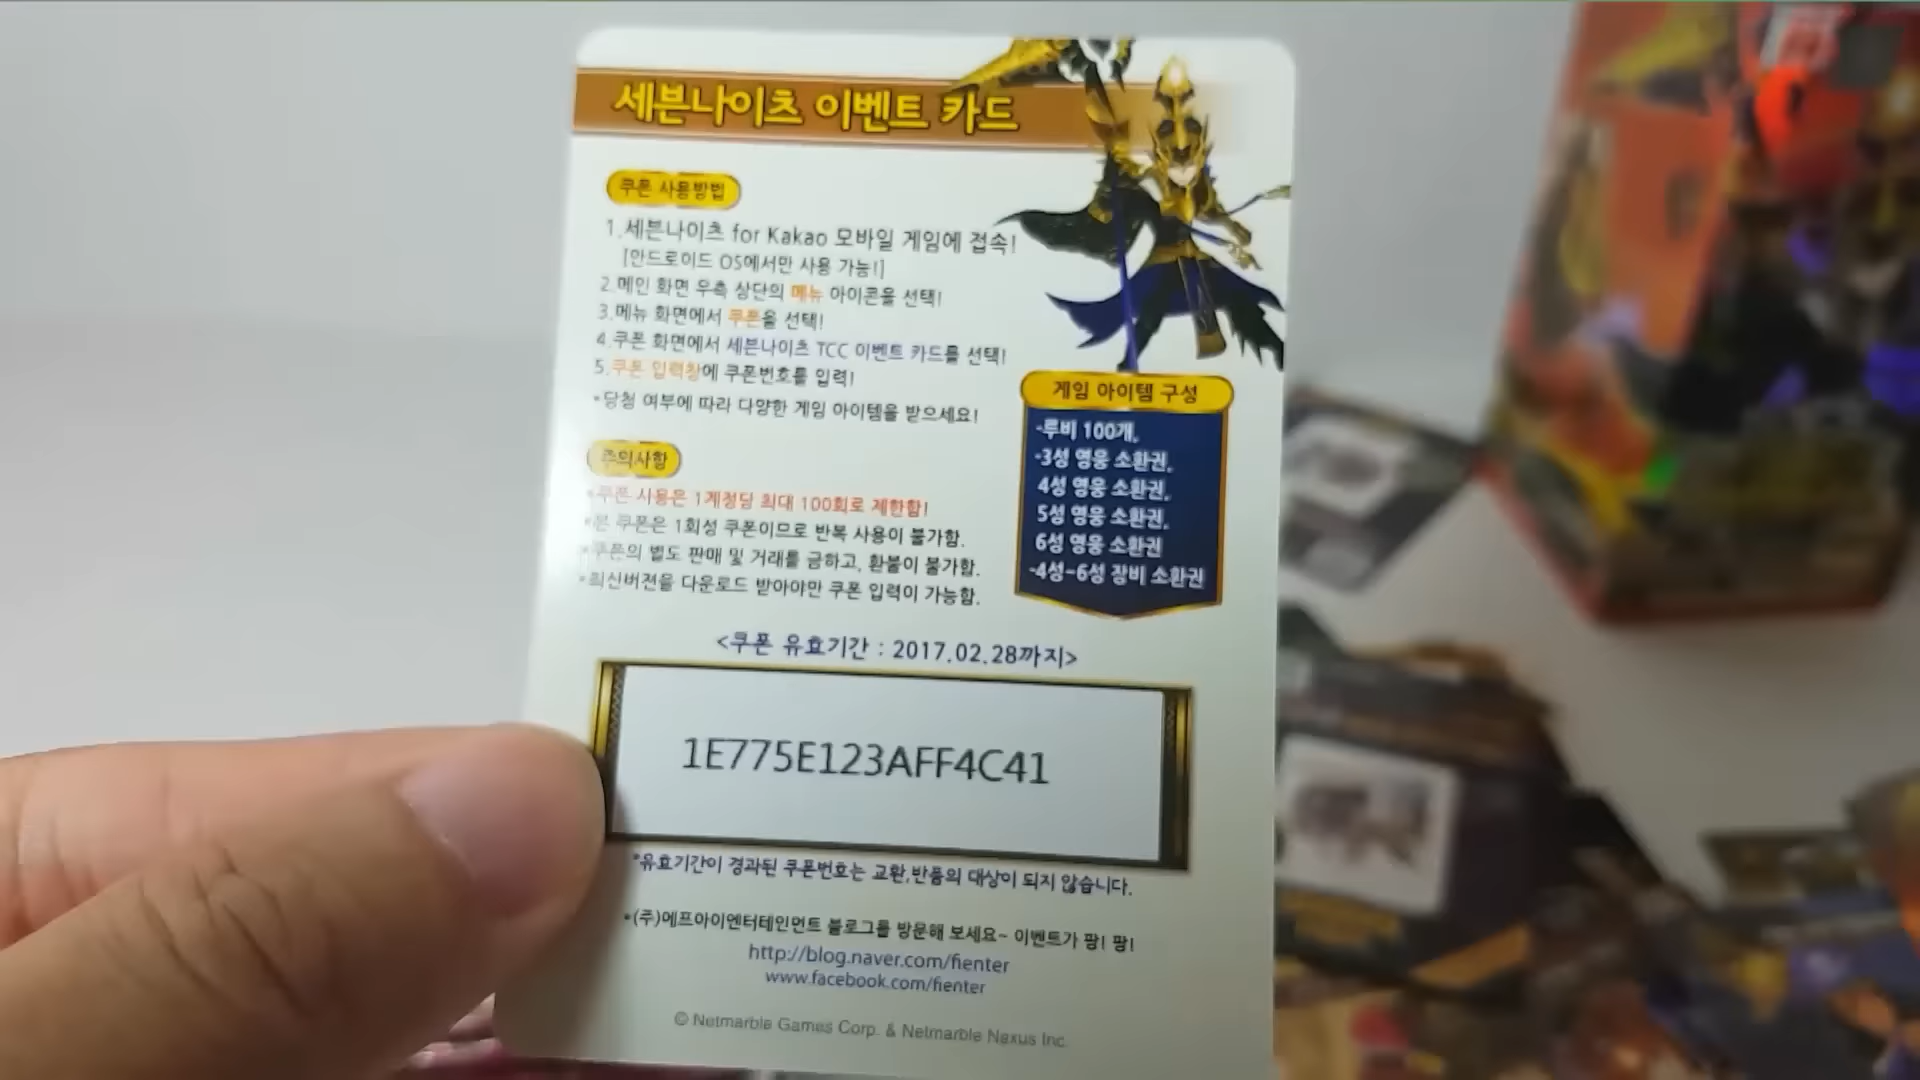 세븐나이츠 이벤트 카드
쿠폰 사용방법
1.세븐나이츠 for Kakao 모바일 게임에 접속!
[안드로이드 OS에서만 사용 가능!]
2.메인 화면 우측 상단의 메뉴 아이콘을 선택!
3.메뉴 화면에서 쿠폰을 선택!
4.쿠폰 화면에서 세븐나이츠 TCC 이벤트 카드를 선택!
5.쿠폰 입력창에 쿠폰번호를 입력!
*당첨 여부에 따라 다양한 게임 아이템을 받으세요!
게임 아이템 구성
-루비 100개,
-3성 영웅 소환권,
4성 영웅 소환권,
5성 영웅 소환권,
6성 영웅 소환권
-4성~6성 장비 소환권
주의사항
*쿠폰 사용은 1계정당 최대 100회로 제한함!
*본 쿠폰은 1회성 쿠폰이므로 반복 사용이 불가함.
*쿠폰의 별도 판매 및 거래를 금하고, 환불이 불가함.
*최신버전을 다운로드 받아야만 쿠폰 입력이 가능함.
<쿠폰 유효기간 : 2017.02.28까지>
1E775E123AFF4C41
*유효기간이 경과된 쿠폰번호는 교환,반품의 대상이 되지 않습니다.
*(주)에프아이엔터테인먼트 블로그를 방문해 보세요~ 이벤트가 팡! 팡!
http://blog.naver.com/fienter
www.facebook.com/fienter
© Netmarble Games Corp. & Netmarble Nexus Inc.